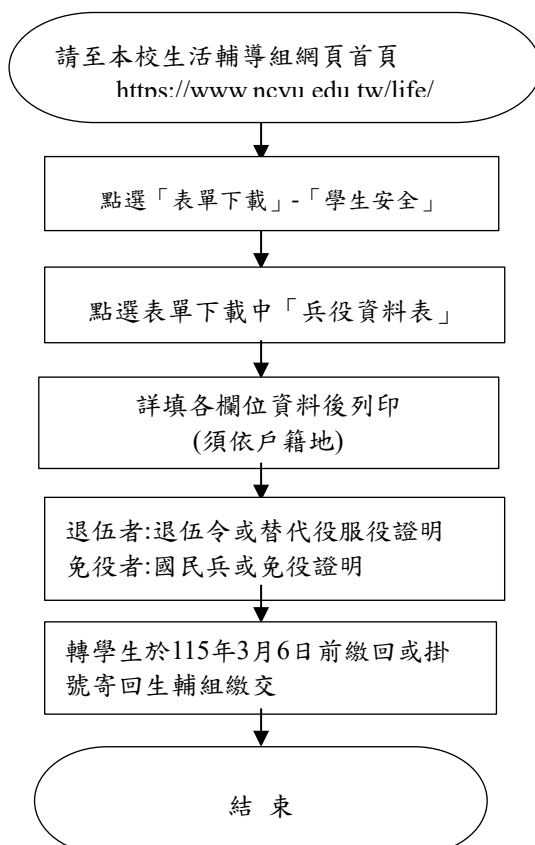 請至本校生活輔導組網頁首頁
https://www.ncyu.edu.tw/life/
點選「表單下載」-「學生安全」
點選表單下載中「兵役資料表」
詳填各欄位資料後列印
(須依戶籍地)
退伍者:退伍令或替代役服役證明
免役者:國民兵或免役證明
轉學生於115年3月6日前繳回或掛
號寄回生輔組繳交
結 束